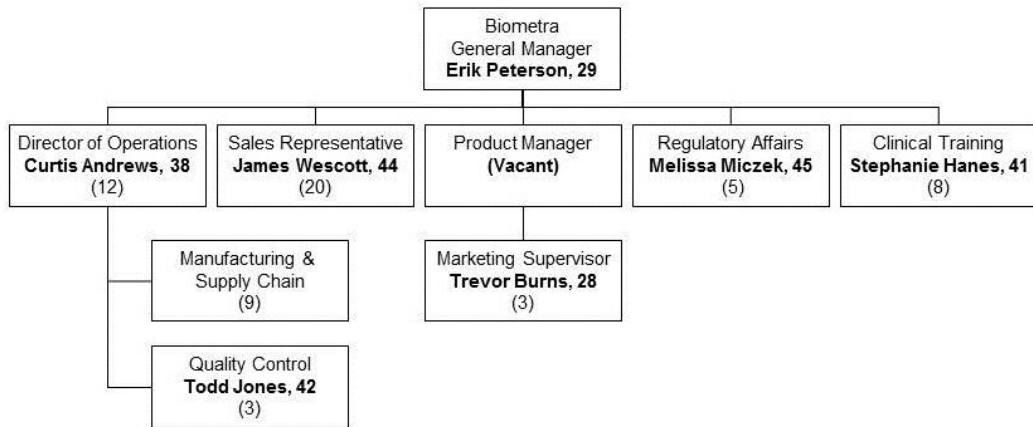 Biometra
General Manager
Erik Peterson, 29
Director of Operations
Curtis Andrews, 38
(12)
Sales Representative
James Wescott, 44
(20)
Product Manager
(Vacant)
Regulatory Affairs
Melissa Miczek, 45
(5)
Clinical Training
Stephanie Hanes, 41
(8)
Manufacturing &
Supply Chain
(9)
Marketing Supervisor
Trevor Burns, 28
(3)
Quality Control
Todd Jones, 42
(3)